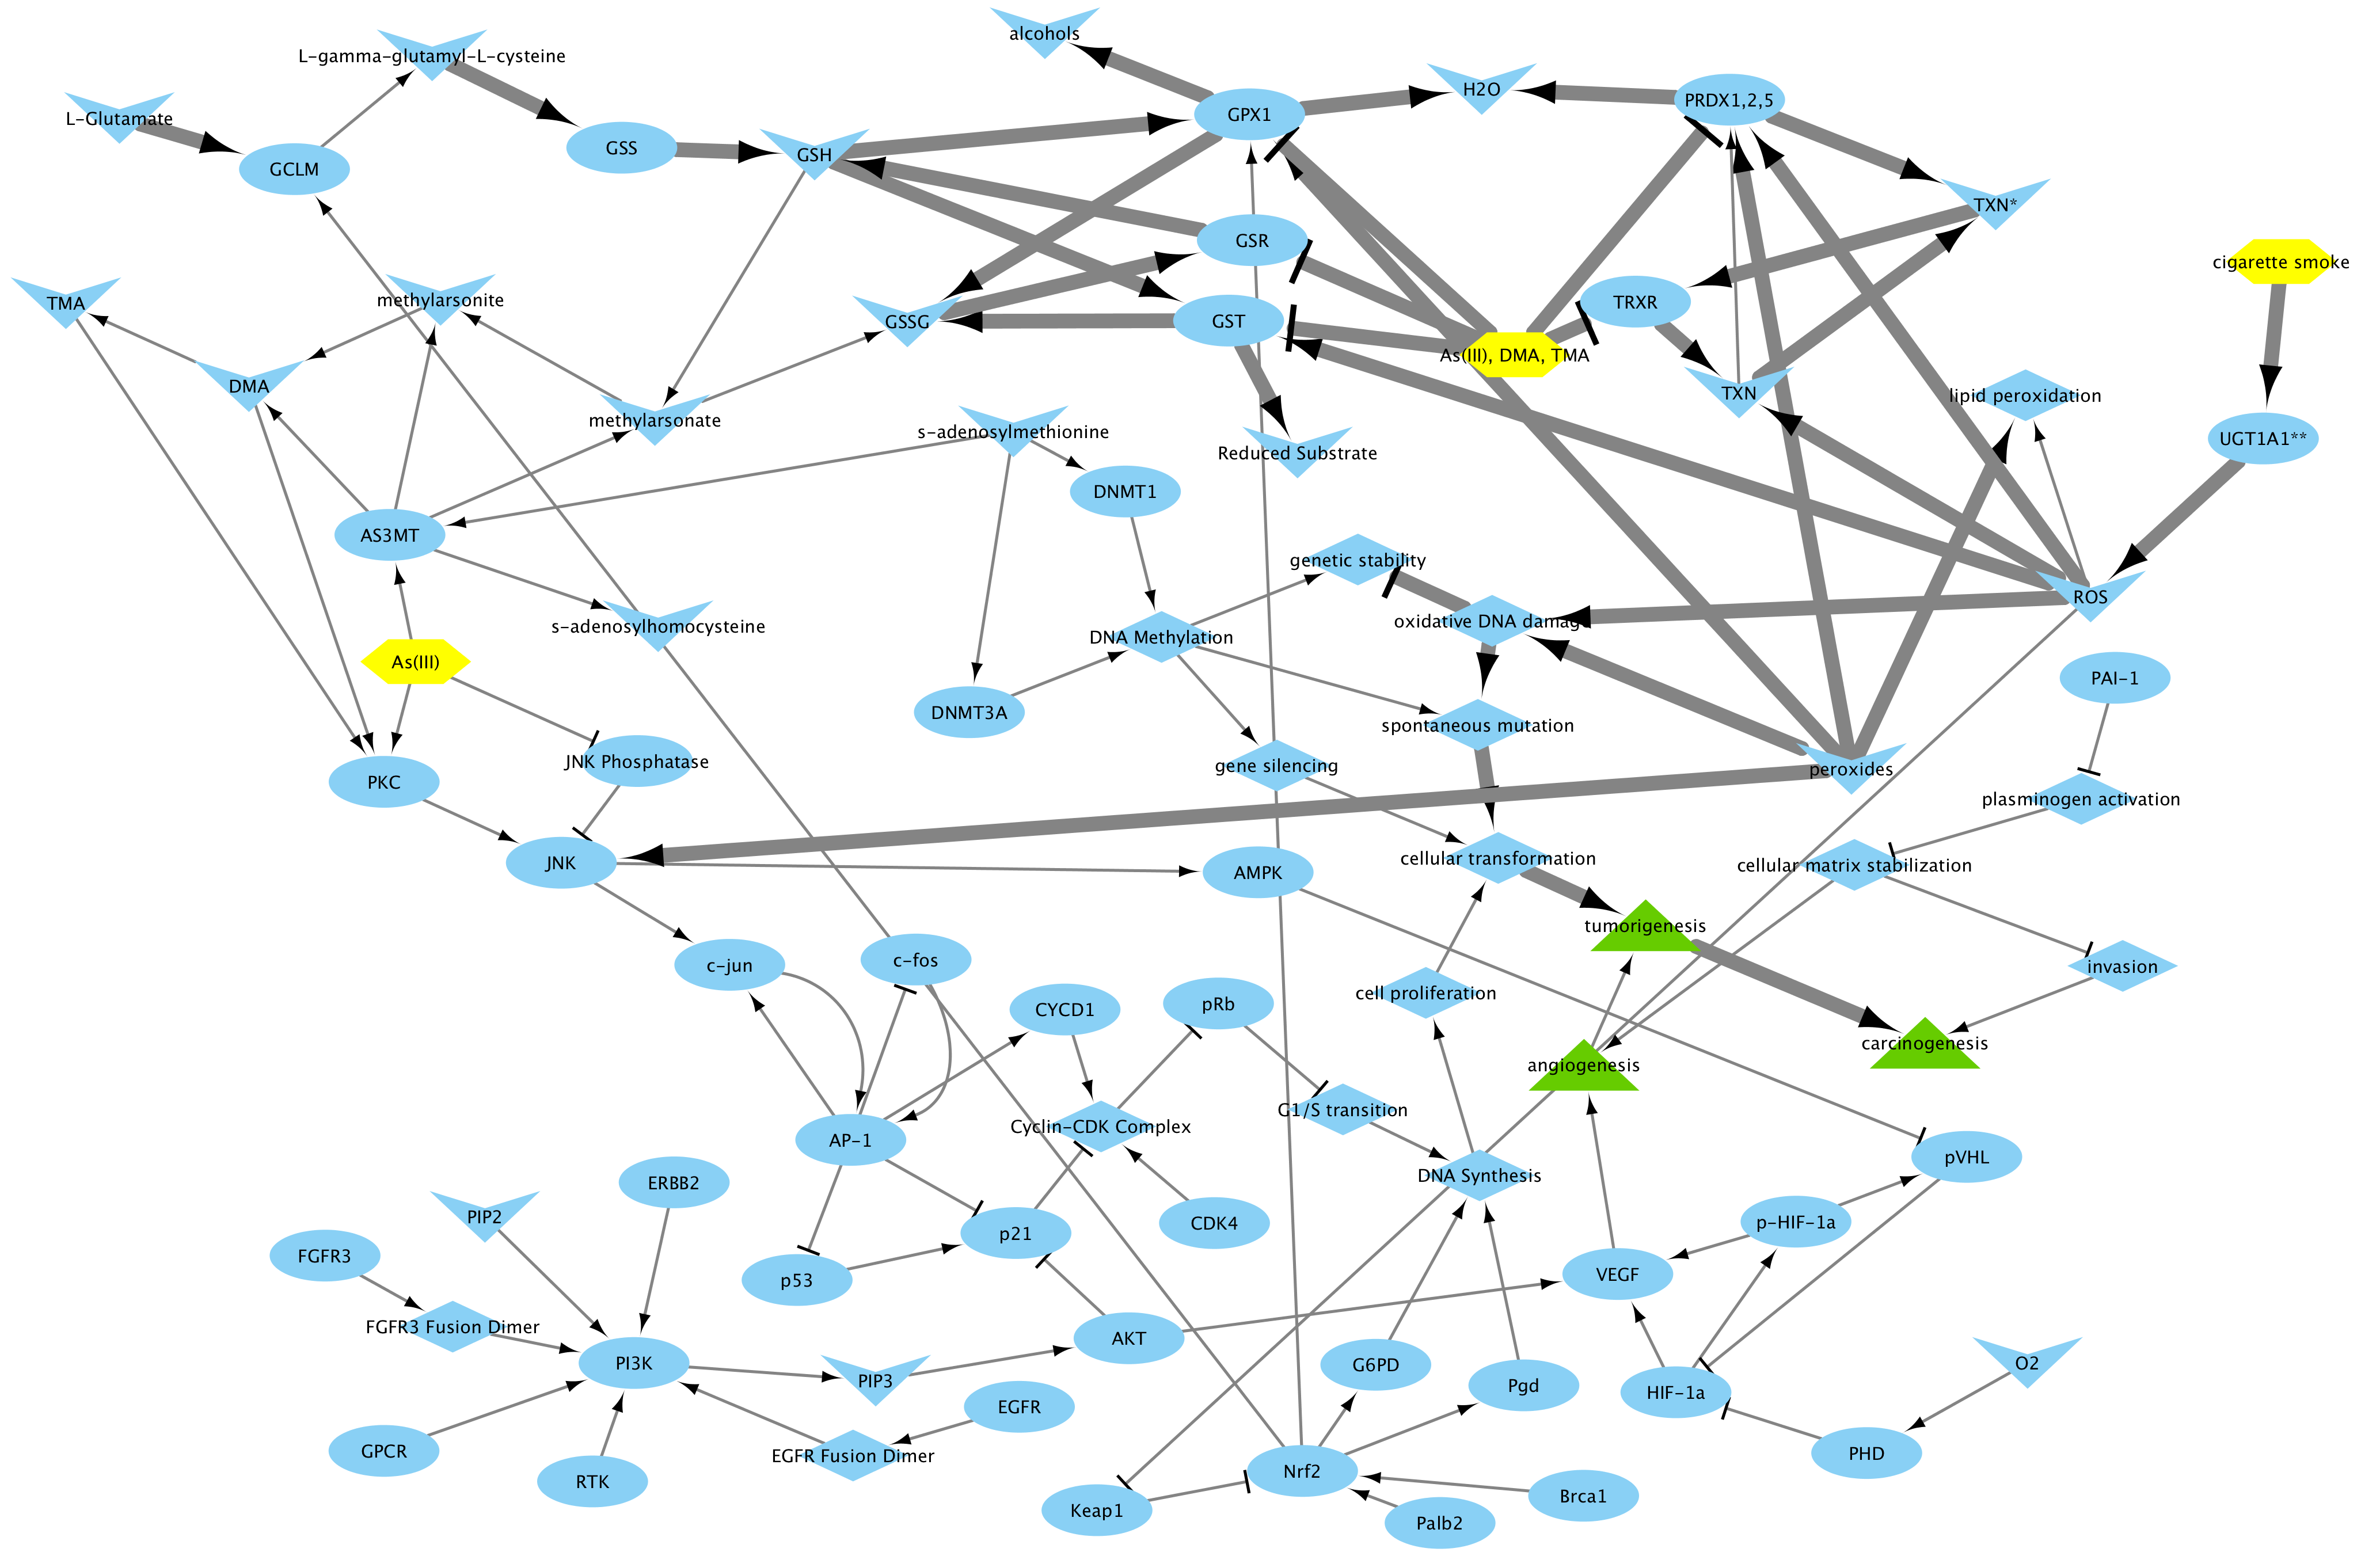 alcohols
L-gamma-glutamyl-L-cysteine
H2O
PRDX1,2,5
L-Glutamate
GPX1
GSS
GSH
GCLM
TXN*
GSR
cigarette smoke
TMA
methylarsonite
TRXR
GSSG
GST
As(III), DMA, TMA
DMA
TXN
lipid peroxidation
methylarsonate
s-adenosylmethionine
UGT1A1**
Reduced Substrate
DNMT1
AS3MT
genetic stability
ROS
oxidative DNA damage
s-adenosylhomocysteine
DNA Methylation
As(III)
PAI-1
DNMT3A
spontaneous mutation
JNK Phosphatase
gene silencing
peroxides
PKC
plasminogen activation
JNK
cellular transformation
cellular matrix stabilization
AMPK
tumorigenesis
c-jun
c-fos
invasion
cell proliferation
pRb
CYCD1
carcinogenesis
angiogenesis
G1/S transition
Cyclin-CDK Complex
AP-1
pVHL
DNA Synthesis
ERBB2
PIP2
CDK4
p-HIF-1a
p21
FGFR3
p53
VEGF
FGFR3 Fusion Dimer
AKT
PI3K
G6PD
O2
PIP3
Pgd
HIF-1a
EGFR
GPCR
PHD
EGFR Fusion Dimer
Nrf2
RTK
Brca1
Keap1
Palb2